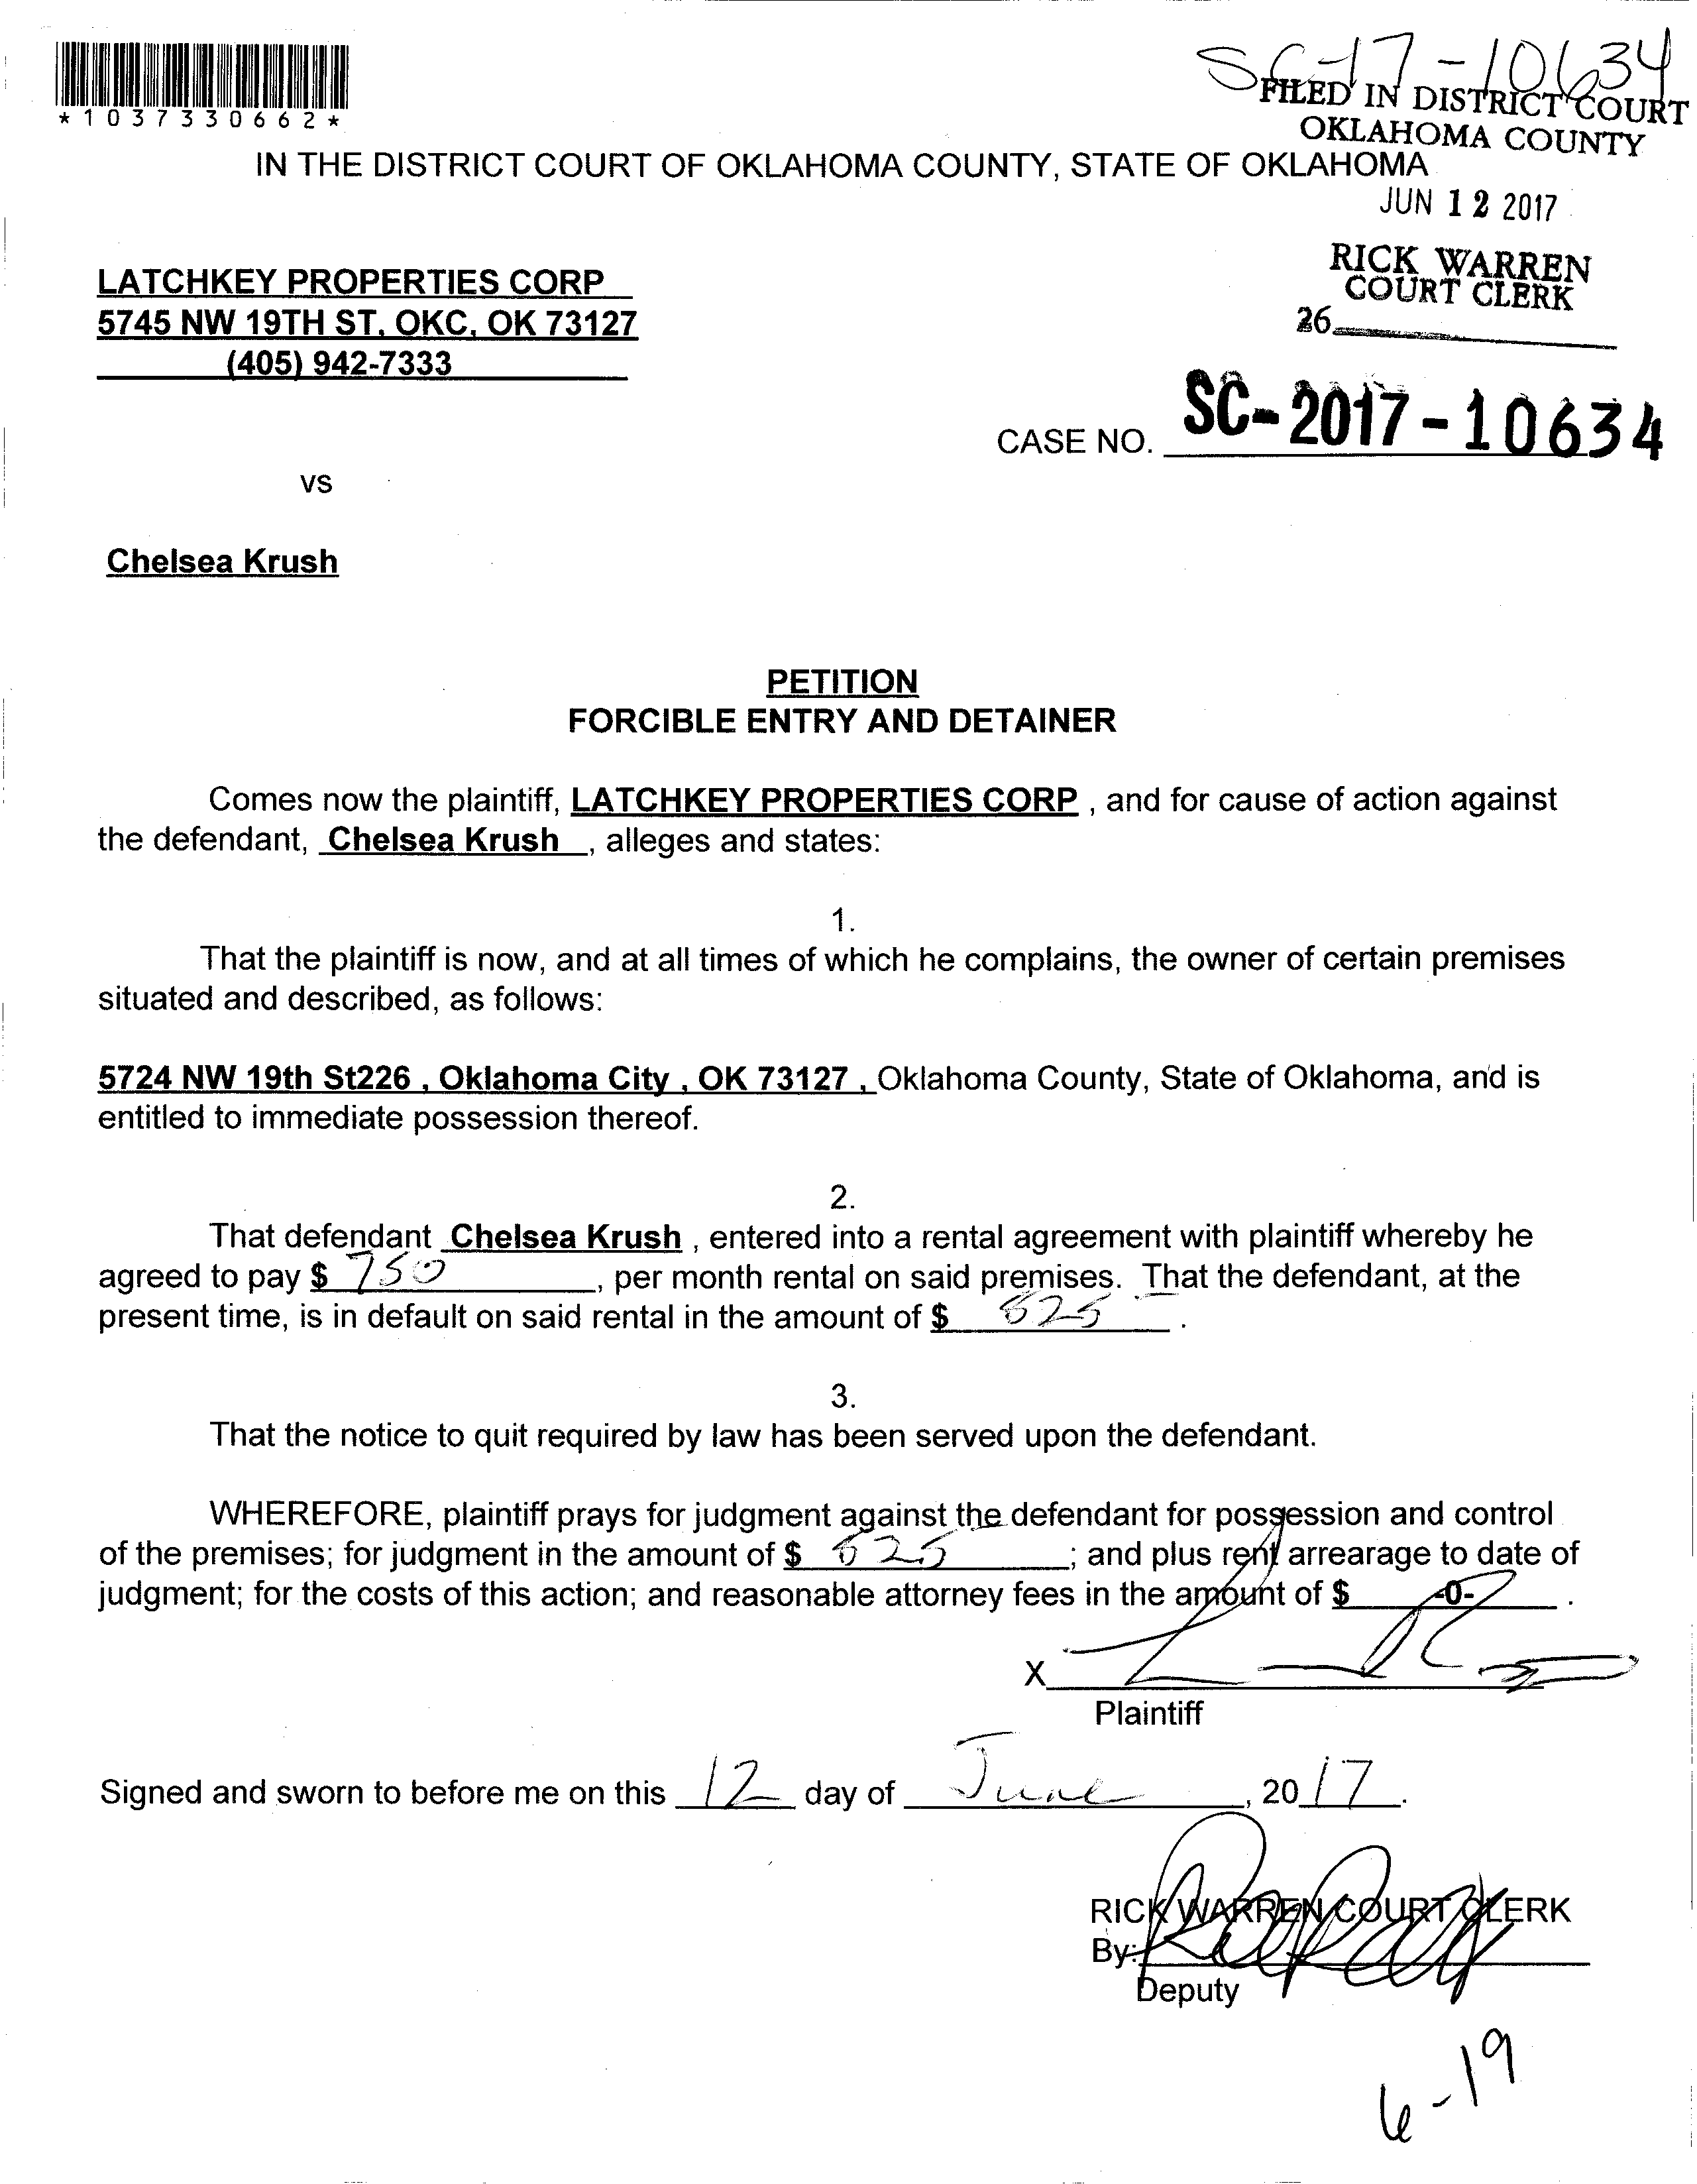 SC-17-10634
FILED IN DISTRICT COURT
OKLAHOMA COUNTY
*1037330662*
IN THE DISTRICT COURT OF OKLAHOMA COUNTY, STATE OF OKLAHOMA
JUN 12 2017
RICK WARREN
COURT CLERK
26
LATCHKEY PROPERTIES CORP
5745 NW 19TH ST, OKC, OK 73127
(405) 942-7333
CASE NO. SC-2017-10634
VS
Chelsea Krush
PETITION
FORCIBLE ENTRY AND DETAINER
Comes now the plaintiff, LATCHKEY PROPERTIES CORP , and for cause of action against
the defendant, Chelsea Krush , alleges and states:
1.
That the plaintiff is now, and at all times of which he complains, the owner of certain premises
situated and described, as follows:
5724 NW 19th St226 , Oklahoma City , OK 73127 , Oklahoma County, State of Oklahoma, and is
entitled to immediate possession thereof.
2.
That defendant Chelsea Krush , entered into a rental agreement with plaintiff whereby he
agreed to pay $ 750 , per month rental on said premises. That the defendant, at the
present time, is in default on said rental in the amount of $ .
3.
That the notice to quit required by law has been served upon the defendant.
WHEREFORE, plaintiff prays for judgment against the defendant for possession and control
of the premises; for judgment in the amount of $ ; and plus rent arrearage to date of
judgment; for the costs of this action; and reasonable attorney fees in the amount of $ -0- .
X
Plaintiff
Signed and sworn to before me on this 12 day of June , 20 17.
RICK WARREN COURT CLERK
By:
Deputy
6-19